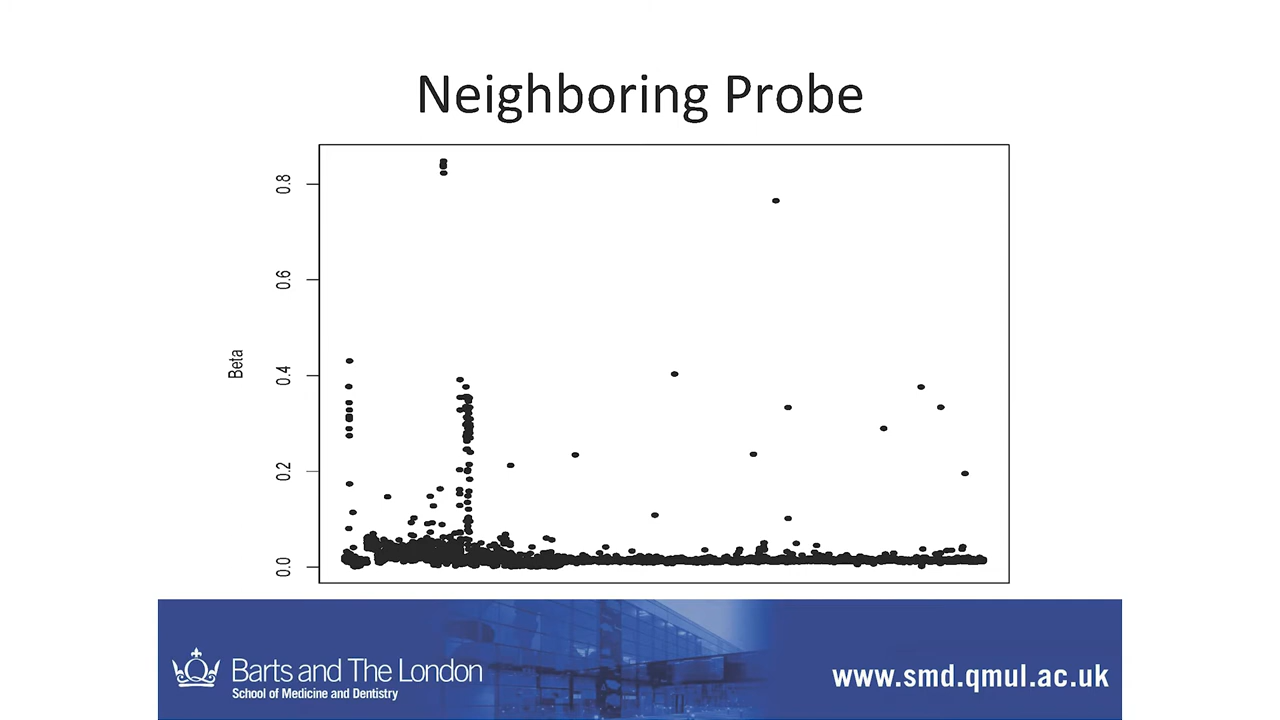 Neighboring Probe
0.8
0.6
0.4
0.2
0.0
Beta
Barts and The London
School of Medicine and Dentistry
www.smd.qmul.ac.uk